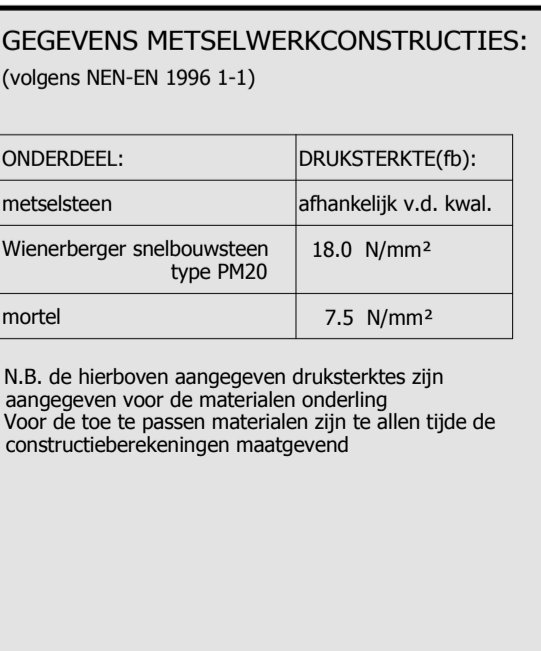 GEGEVENS METSELWERKCONSTRUCTIES:
(volgens NEN-EN 1996 1-1)
ONDERDEEL: DRUKSTERKTE(fb):
metselsteen afhankelijk v.d. kwal.
Wienerberger snelbouwsteen 18.0 N/mm²
type PM20
mortel 7.5 N/mm²
N.B. de hierboven aangegeven druksterktes zijn
aangegeven voor de materialen onderling
Voor de toe te passen materialen zijn te allen tijde de
constructieberekeningen maatgevend